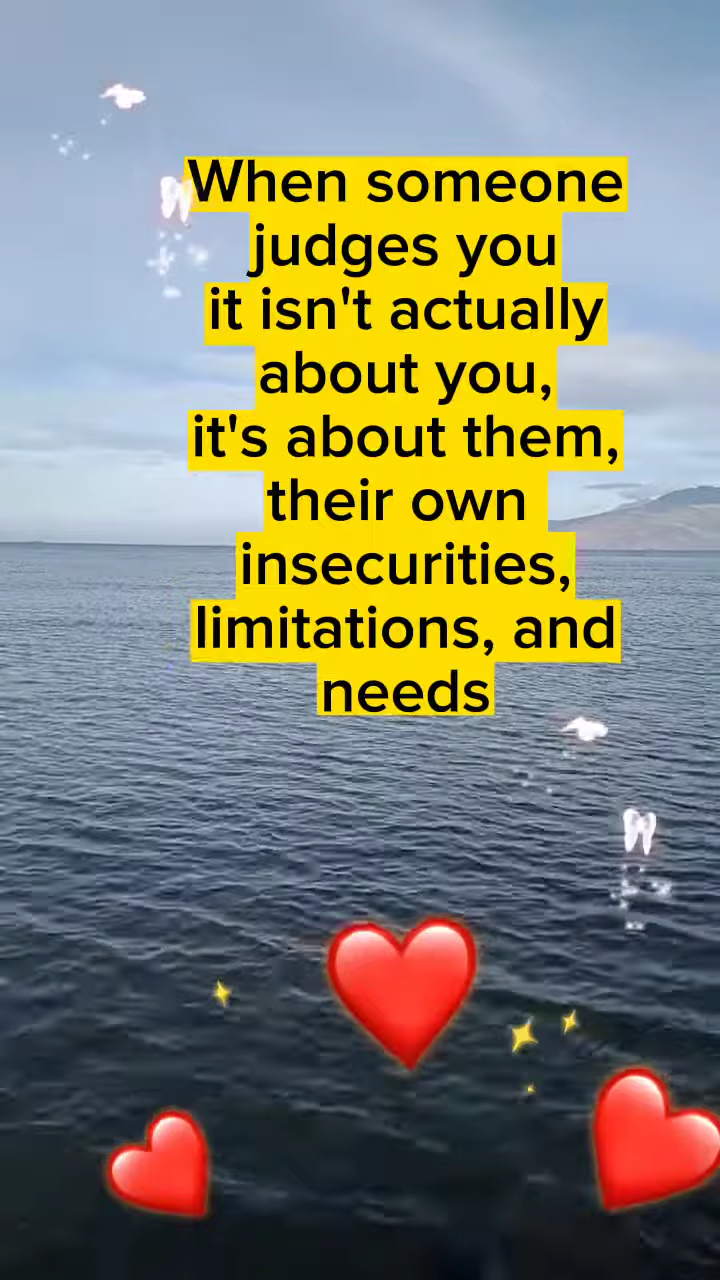 When someone
judges you
it isn't actually
about you,
it's about them,
their own
insecurities,
limitations, and
needs